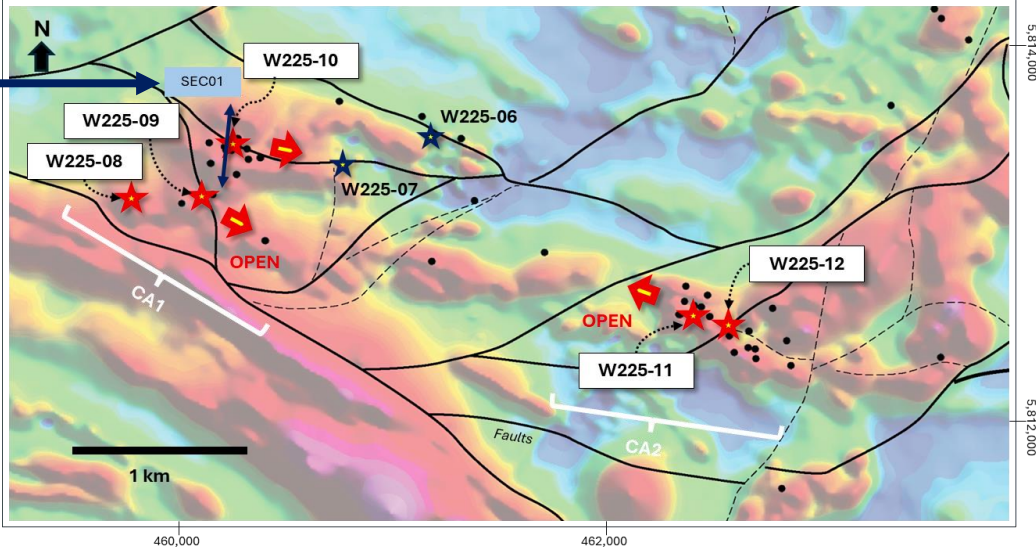 N
SEC01
W225-10
W225-09
W225-08
W225-06
W225-07
OPEN
CA1
W225-12
OPEN
W225-11
CA2
Faults
1 km
460,000
462,000
5,814,000
5,812,000